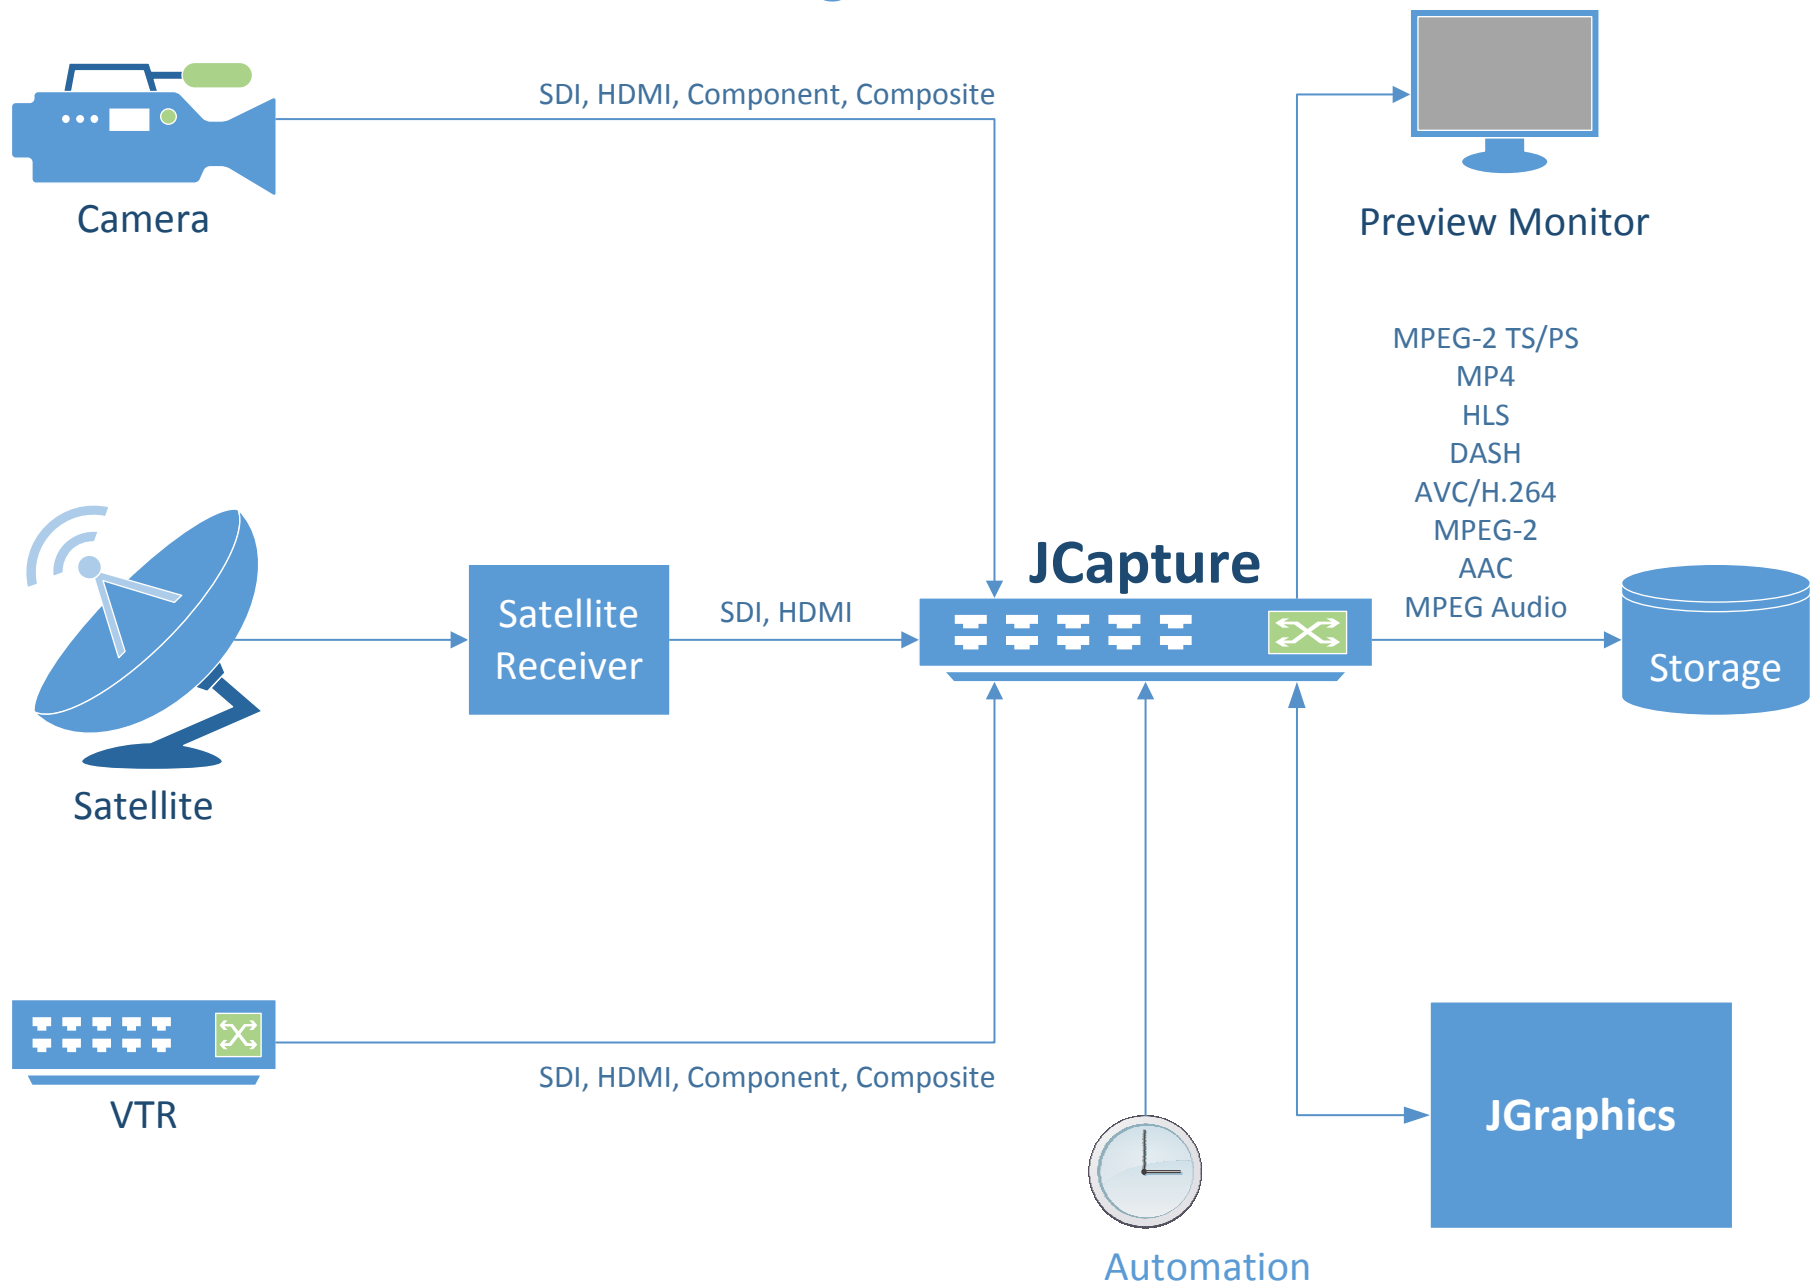 SDI, HDMI, Component, Composite
Camera
Preview Monitor
MPEG-2 TS/PS
MP4
HLS
DASH
AVC/H.264
MPEG-2
AAC
MPEG Audio
JCapture
Satellite
Receiver
SDI, HDMI
Storage
Satellite
SDI, HDMI, Component, Composite
VTR
JGraphics
Automation